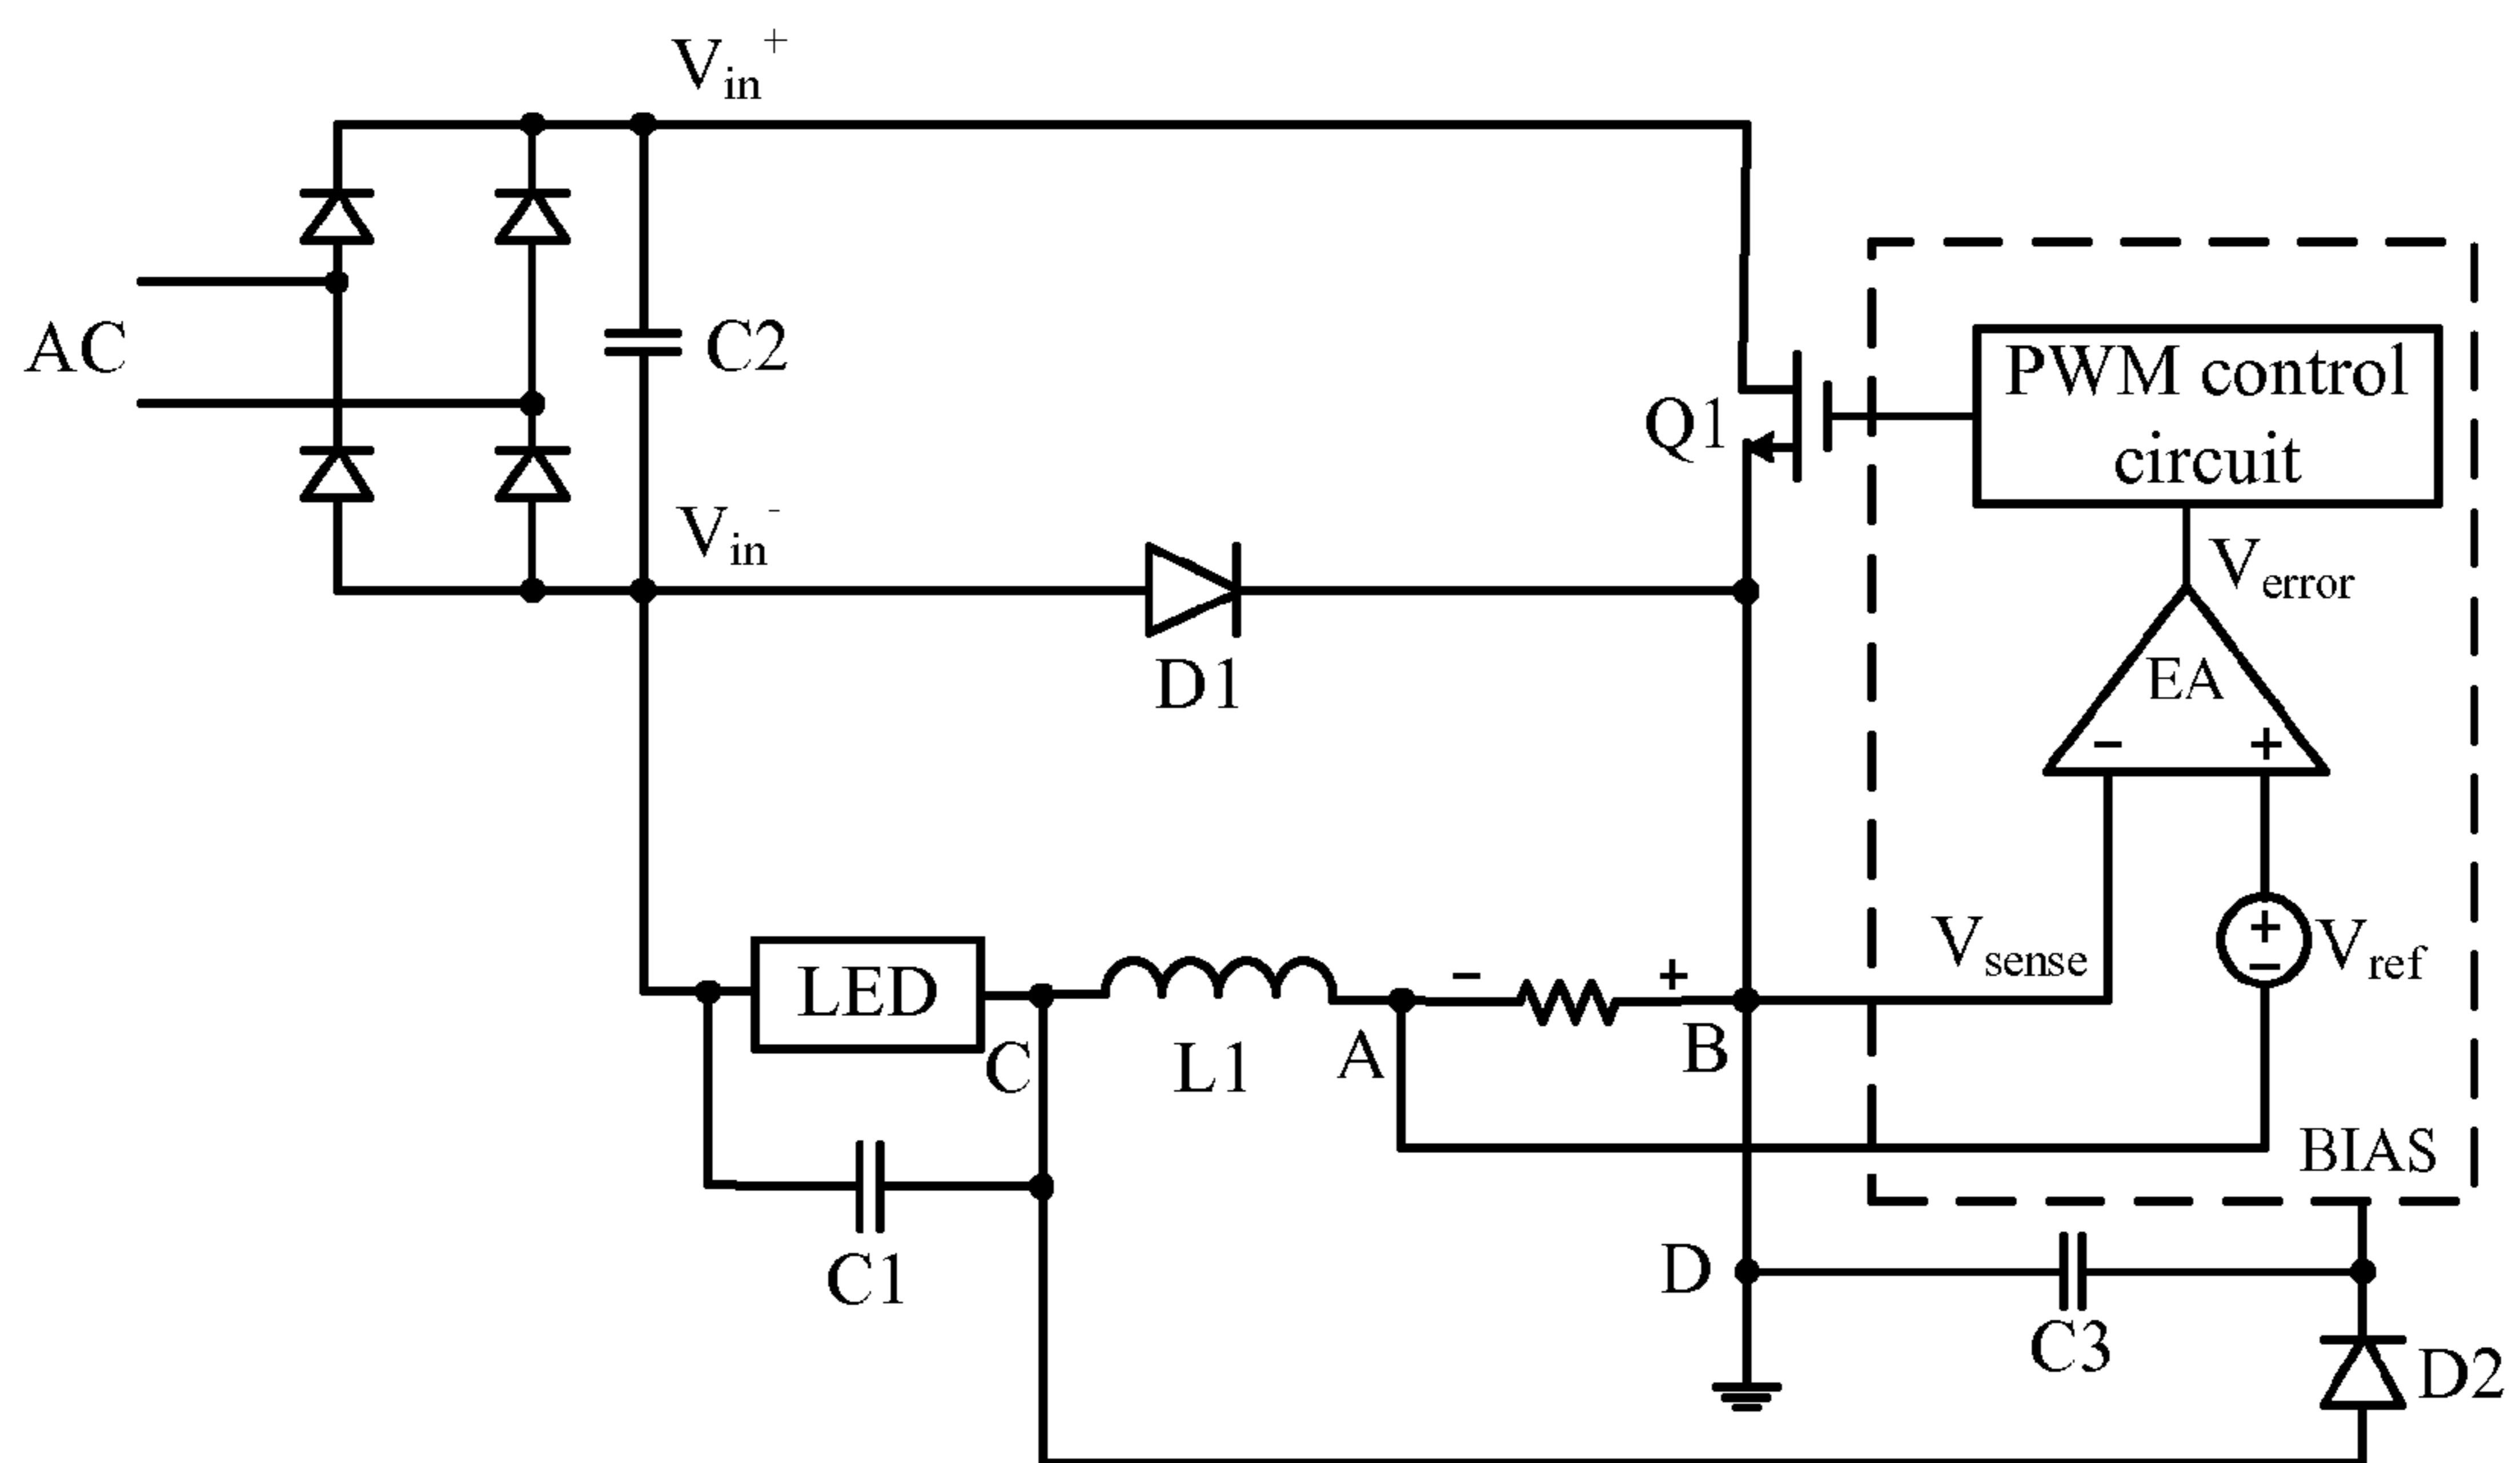 Vin+
AC
C2
Q1
PWM control
circuit
Vin-
Verror
D1
EA
- +
Vsense
+
-
Vref
LED
- +
C
L1
A
B
BIAS
C1
D
C3
D2